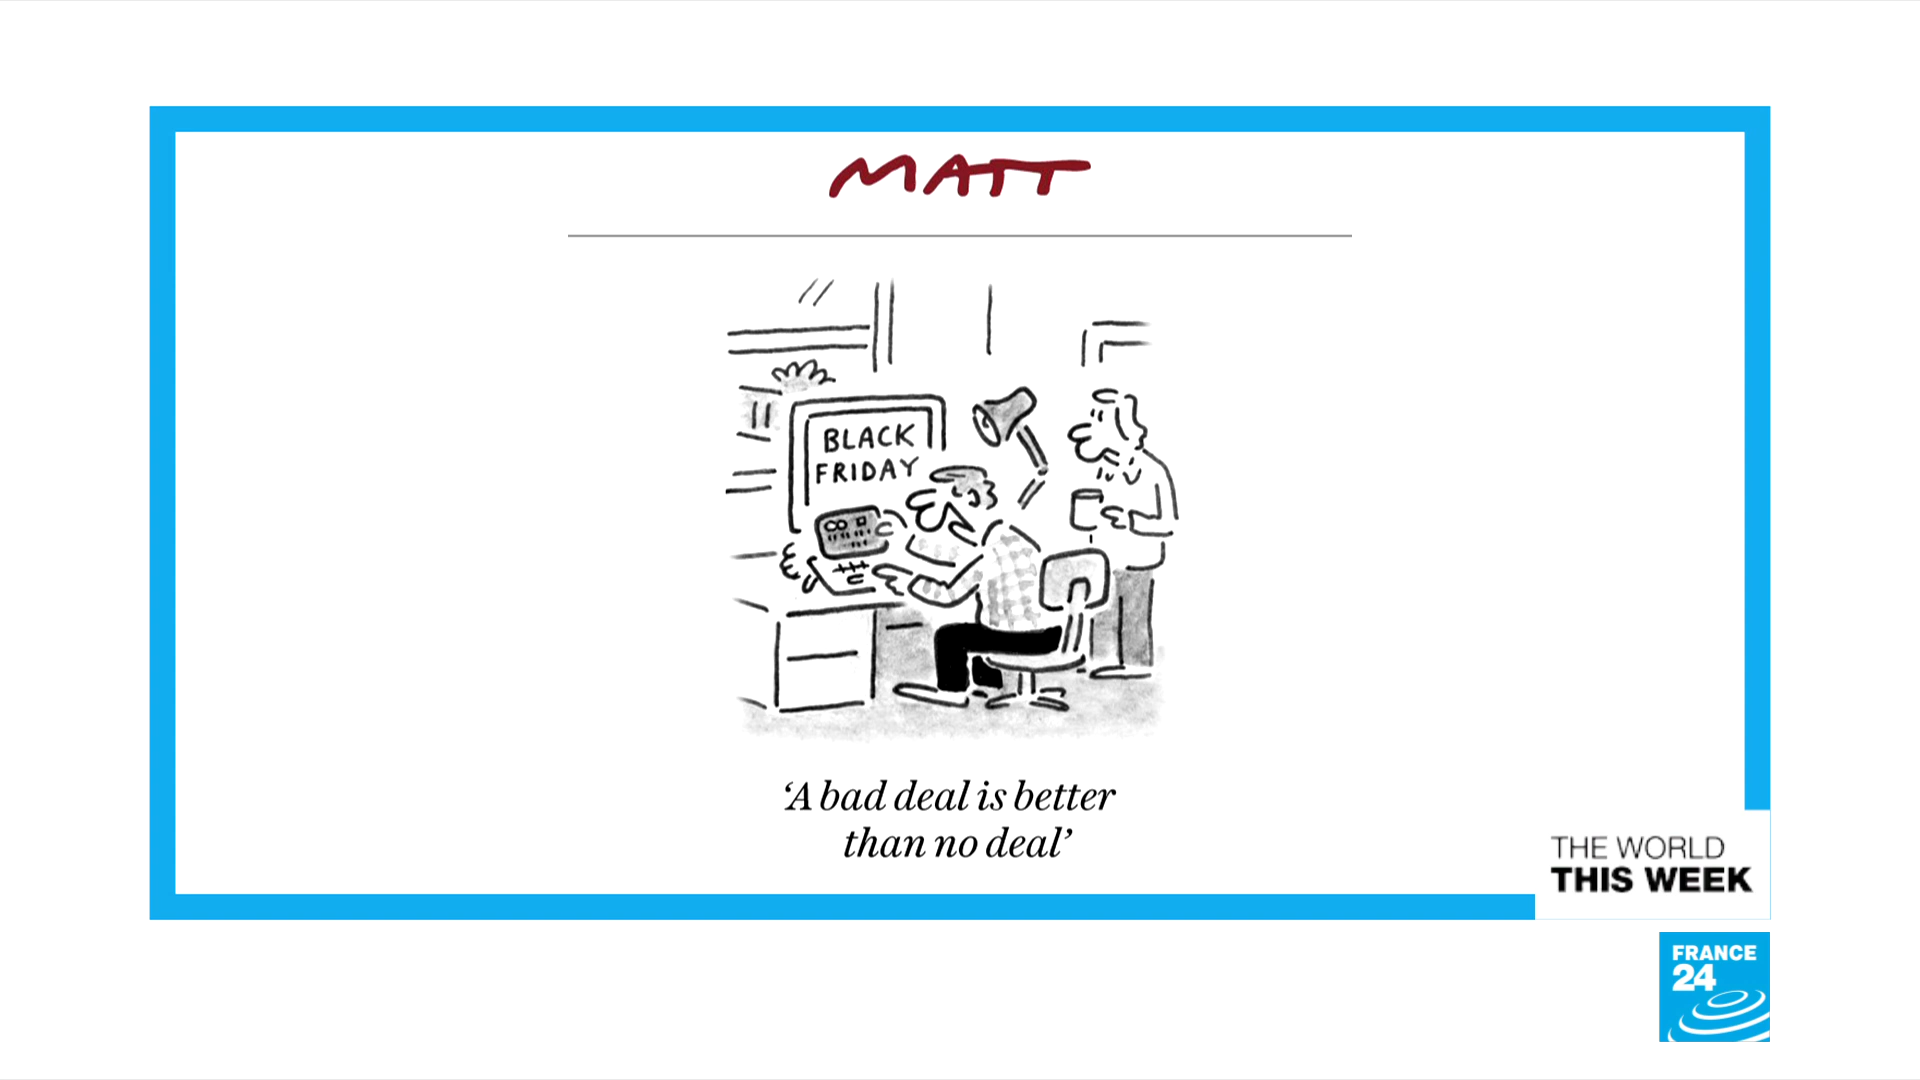 MATT
BLACK
FRIDAY
‘A bad deal is better
than no deal’
THE WORLD
THIS WEEK
FRANCE
24